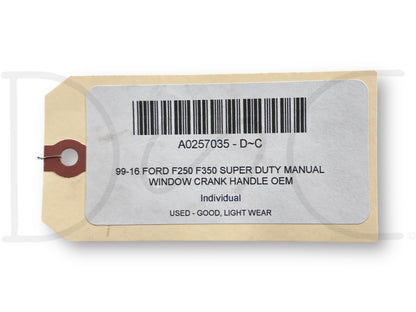 A0257035 - D~C
99-16 FORD F250 F350 SUPER DUTY MANUAL
WINDOW CRANK HANDLE OEM
Individual
USED - GOOD, LIGHT WEAR